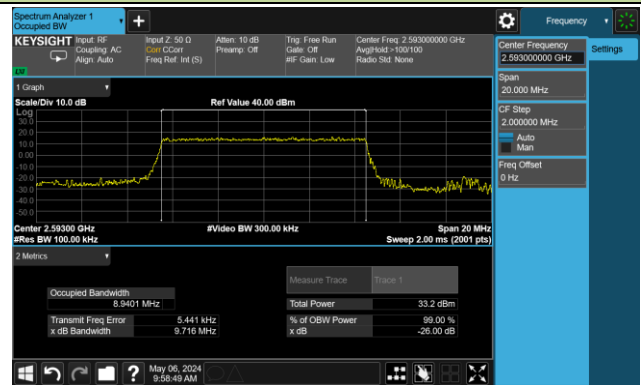 Spectrum Analyzer 1
Occupied BW
Frequency
KEYSIGHT
Input: RF
Coupling: AC
Align: Auto
Input Z: 50 Ω
Corr CCorr
Freq Ref: Int (S)
Atten: 10 dB
Preamp: Off
Trig: Free Run
Gate: Off
#IF Gain: Low
Center Freq: 2.593000000 GHz
Avg|Hold:>100/100
Radio Std: None
Center Frequency
2.593000000 GHz
Settings
Span
20.000 MHz
CF Step
2.000000 MHz
Auto
Man
Freq Offset
0 Hz
1 Graph
Scale/Div 10.0 dB
Ref Value 40.00 dBm
Log
30.0
20.0
10.0
0.00
-10.0
-20.0
-30.0
-40.0
-50.0
Center 2.59300 GHz
#Video BW 300.00 kHz
Span 20 MHz
#Res BW 100.00 kHz
Sweep 2.00 ms (2001 pts)
2 Metrics
Measure Trace
Trace 1
Occupied Bandwidth
8.9401 MHz
Total Power
33.2 dBm
Transmit Freq Error
5.441 kHz
% of OBW Power
99.00 %
x dB Bandwidth
9.716 MHz
x dB
-26.00 dB
May 06, 2024
9:58:49 AM